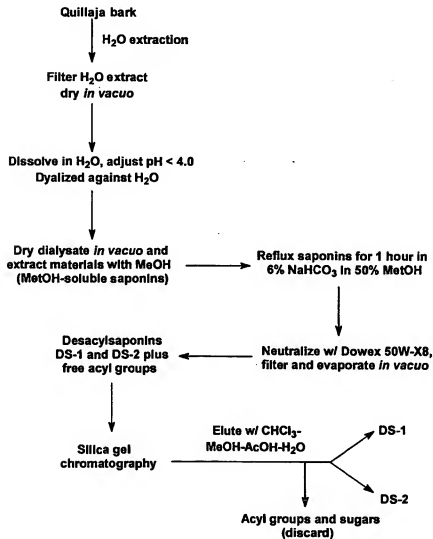 Quillaja bark
H₂O extraction
Filter H₂O extract
dry in vacuo
Dissolve in H₂O, adjust pH < 4.0
Dyalized against H₂O
Dry dialysate in vacuo and
extract materials with MeOH
(MetOH-soluble saponins)
Reflux saponins for 1 hour in
6% NaHCO₃ in 50% MetOH
Neutralize w/ Dowex 50W-X8,
filter and evaporate in vacuo
Desacylsaponins
DS-1 and DS-2 plus
free acyl groups
Silica gel
chromatography
Elute w/ CHCl₃-
MeOH-AcOH-H₂O
DS-1
DS-2
Acyl groups and sugars
(discard)